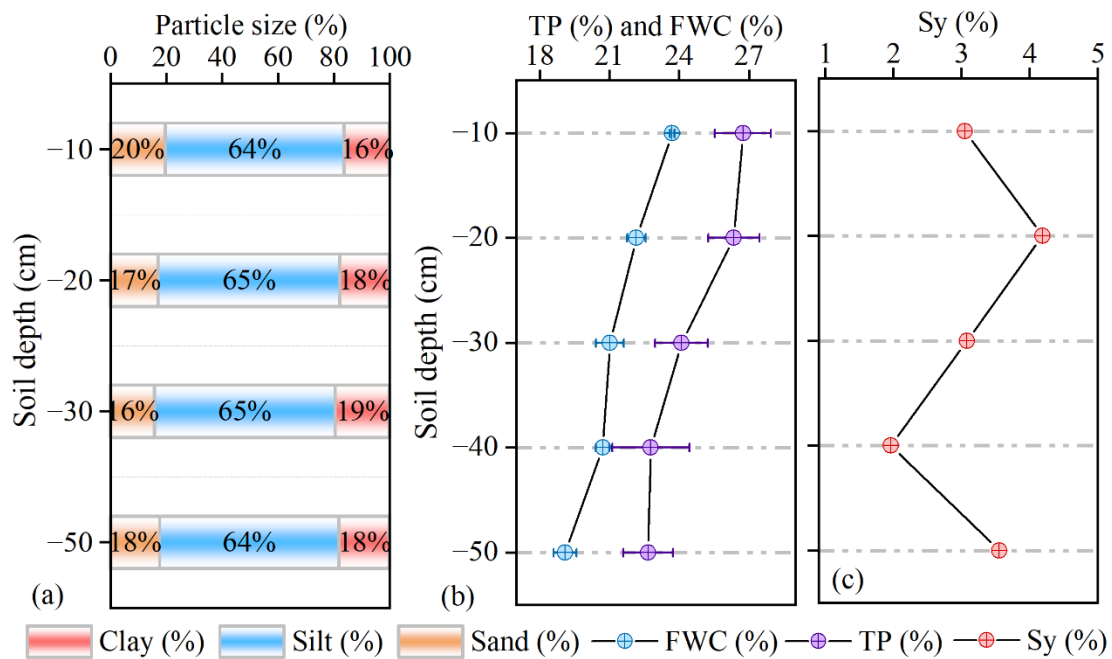 Particle size (%)
0 20 40 60 80 100
Soil depth (cm)
−10
20% 64% 16%
−20
17% 65% 18%
−30
16% 65% 19%
−50
18% 64% 18%
(a)
TP (%) and FWC (%)
18 21 24 27
Soil depth (cm)
−10
−20
−30
−40
−50
(b)
Sy (%)
1 2 3 4 5
(c)
Clay (%) Silt (%) Sand (%) FWC (%) TP (%) Sy (%)